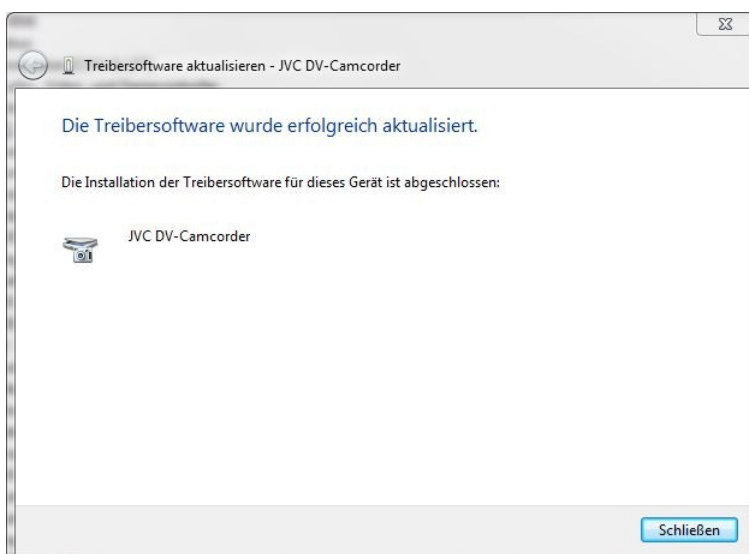 Treibersoftware aktualisieren - JVC DV-Camcorder
Die Treibersoftware wurde erfolgreich aktualisiert.
Die Installation der Treibersoftware für dieses Gerät ist abgeschlossen:
JVC DV-Camcorder
Schließen